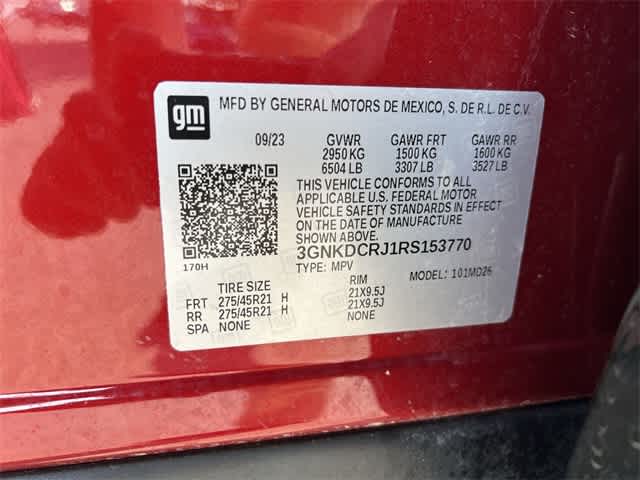 gm
MFD BY GENERAL MOTORS DE MEXICO, S. DE R.L. DE C.V.
09/23 GVWR GAWR FRT GAWR RR
2950 KG 1500 KG 1600 KG
6504 LB 3307 LB 3527 LB
THIS VEHICLE CONFORMS TO ALL
APPLICABLE U.S. FEDERAL MOTOR
VEHICLE SAFETY STANDARDS IN EFFECT
ON THE DATE OF MANUFACTURE
SHOWN ABOVE.
3GNKDCRJ1RS153770
170H
TYPE: MPV MODEL: 101MD26
TIRE SIZE RIM
FRT 275/45R21 H 21X9.5J
RR 275/45R21 H 21X9.5J
SPA NONE NONE